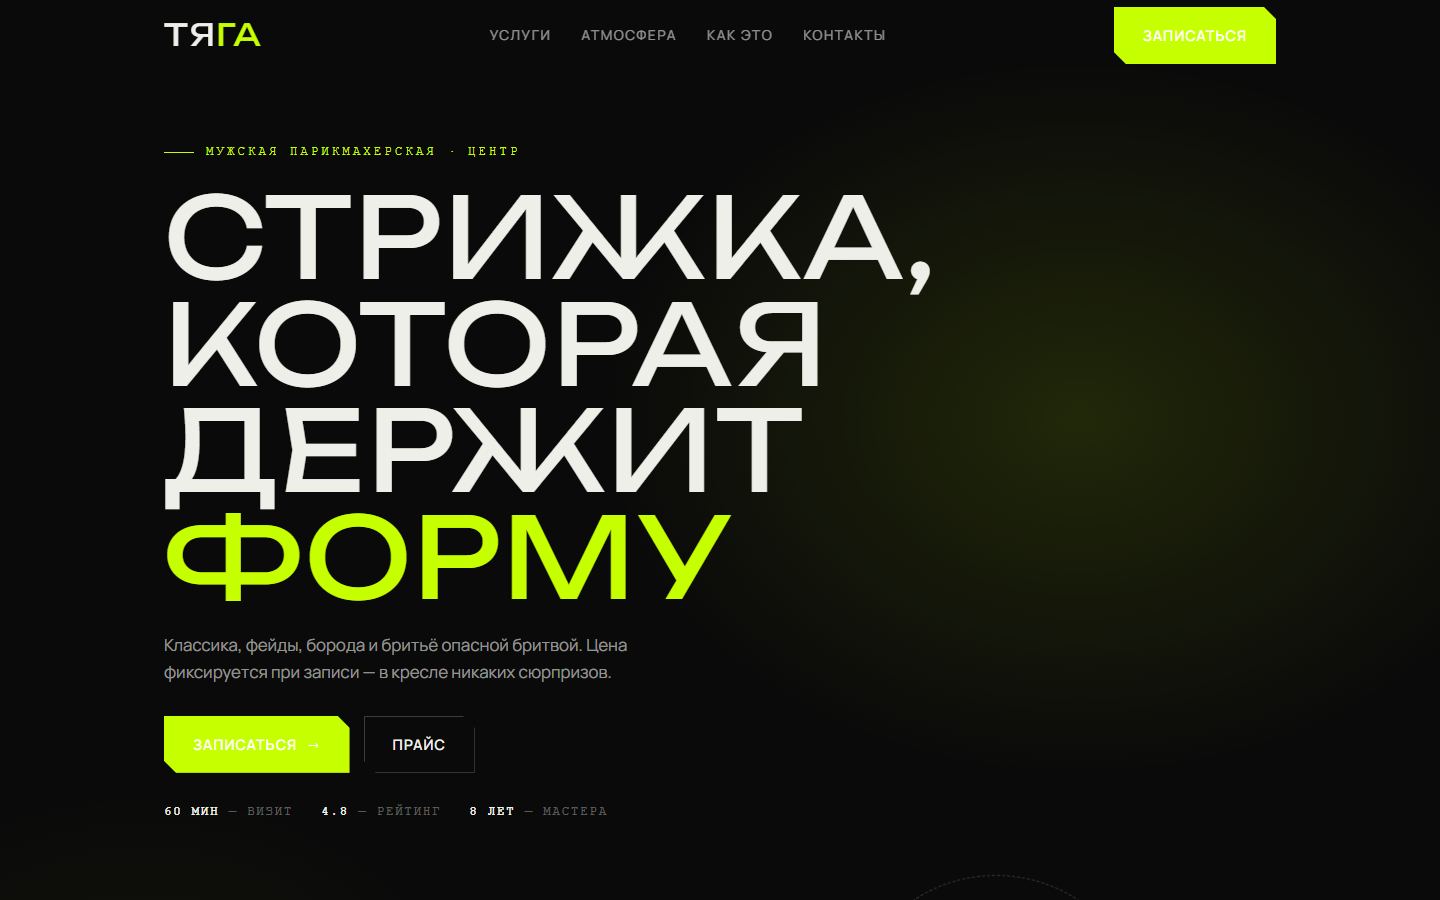 ТЯГА
УСЛУГИ
АТМОСФЕРА
КАК ЭТО
КОНТАКТЫ
ЗАПИСАТЬСЯ
МУЖСКАЯ ПАРИКМАХЕРСКАЯ · ЦЕНТР
СТРИЖКА,
КОТОРАЯ
ДЕРЖИТ
ФОРМУ
Классика, фейды, борода и бритьё опасной бритвой. Цена
фиксируется при записи — в кресле никаких сюрпризов.
ЗАПИСАТЬСЯ →
ПРАЙС
60 МИН — ВИЗИТ
4.8 — РЕЙТИНГ
8 ЛЕТ — МАСТЕРА